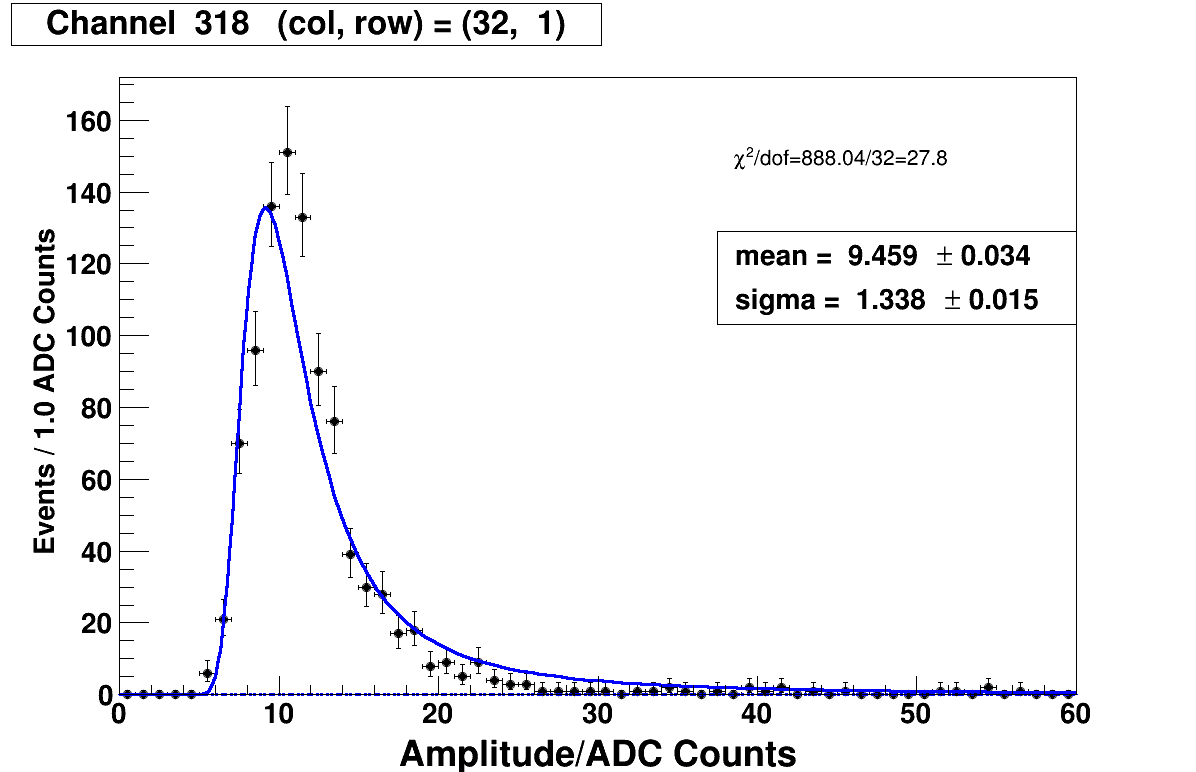 Channel 318 (col, row) = (32, 1)
χ²/dof=888.04/32=27.8
mean = 9.459 ± 0.034
sigma = 1.338 ± 0.015
Events / 1.0 ADC Counts
160
140
120
100
80
60
40
20
0
0 10 20 30 40 50 60
Amplitude/ADC Counts